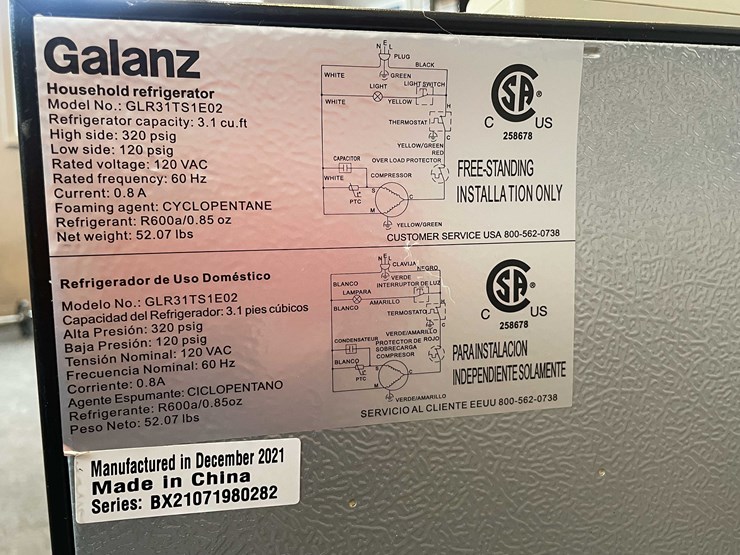 Galanz
Household refrigerator
Model No.: GLR31TS1E02
Refrigerator capacity: 3.1 cu.ft
High side: 320 psig
Low side: 120 psig
Rated voltage: 120 VAC
Rated frequency: 60 Hz
Current: 0.8 A
Foaming agent: CYCLOPENTANE
Refrigerant: R600a/0.85 oz
Net weight: 52.07 lbs
N E L
PLUG
BLACK
WHITE
GREEN
LIGHT
LIGHT SWITCH
WHITE
YELLOW
H
THERMOSTAT
C
YELLOW/GREEN
RED
CAPACITOR
OVER LOAD PROTECTOR
WHITE
COMPRESSOR
S
PTC
C
M
YELLOW/GREEN
CUSTOMER SERVICE USA 800-562-0738
SA ®
C US
258678
FREE-STANDING
INSTALLATION ONLY
Refrigerador de Uso Doméstico
Modelo No.: GLR31TS1E02
Capacidad del Refrigerador: 3.1 pies cúbicos
Alta Presión: 320 psig
Baja Presión: 120 psig
Tensión Nominal: 120 VAC
Frecuencia Nominal: 60 Hz
Corriente: 0.8A
Agente Espumante: CICLOPENTANO
Refrigerante: R600a/0.85oz
Peso Neto: 52.07 lbs
CLAVIJA
NEGRO
BLANCO
VERDE
LAMPARA
INTERRUPTOR DE LUZ
BLANCO
AMARILLO
H
TERMOSTATO
C
VERDE/AMARILLO
CONDENSATEUR
PROTECTOR DE ROJO
SOBRECARGA
BLANCO
COMPRESOR
S
PTC
C
M
VERDE/AMARILLO
SERVICIO AL CLIENTE EEUU 800-562-0738
SA ®
C US
258678
PARA INSTALACION
INDEPENDIENTE SOLAMENTE
Manufactured in December 2021
Made in China
Series: BX21071980282